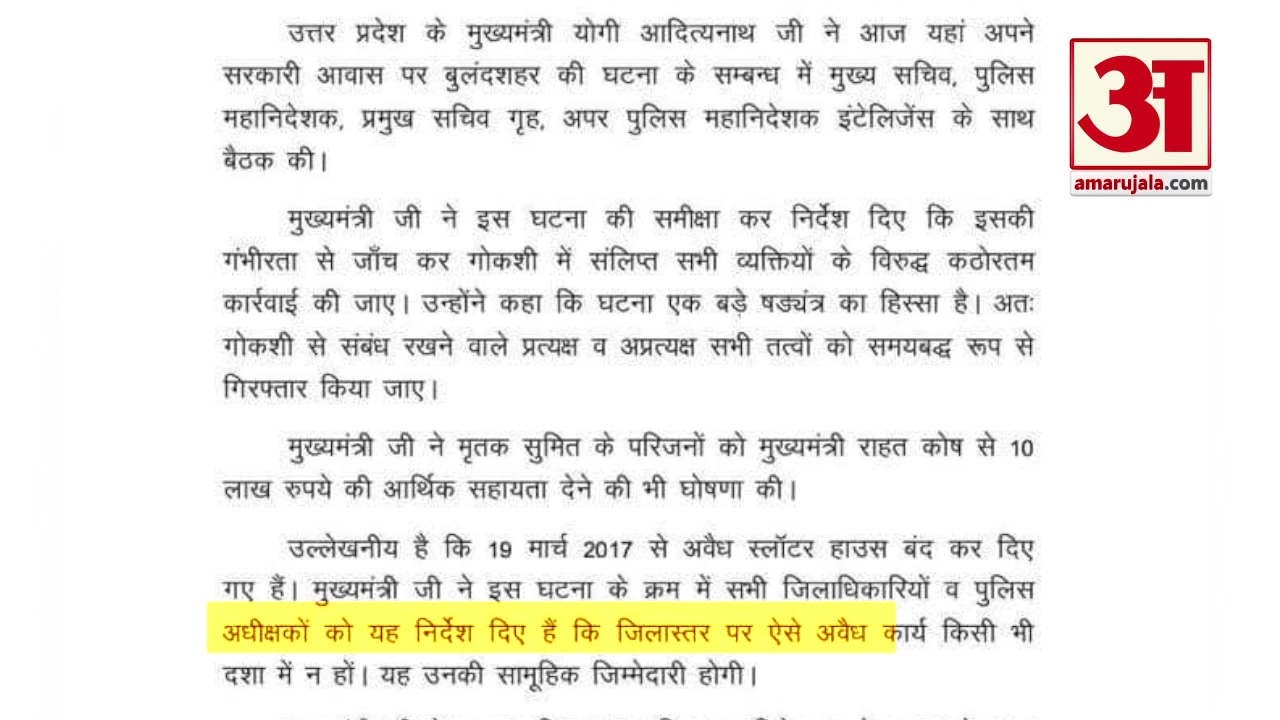 उत्तर प्रदेश के मुख्यमंत्री योगी आदित्यनाथ जी ने आज यहां अपने
सरकारी आवास पर बुलंदशहर की घटना के सम्बन्ध में मुख्य सचिव, पुलिस
महानिदेशक, प्रमुख सचिव गृह, अपर पुलिस महानिदेशक इंटेलिजेंस के साथ
बैठक की।
मुख्यमंत्री जी ने इस घटना की समीक्षा कर निर्देश दिए कि इसकी
गंभीरता से जाँच कर गोकशी में संलिप्त सभी व्यक्तियों के विरुद्ध कठोरतम
कार्रवाई की जाए। उन्होंने कहा कि घटना एक बड़े षड्यंत्र का हिस्सा है। अतः
गोकशी से संबंध रखने वाले प्रत्यक्ष व अप्रत्यक्ष सभी तत्वों को समयबद्ध रूप से
गिरफ्तार किया जाए।
मुख्यमंत्री जी ने मृतक सुमित के परिजनों को मुख्यमंत्री राहत कोष से 10
लाख रुपये की आर्थिक सहायता देने की भी घोषणा की।
उल्लेखनीय है कि 19 मार्च 2017 से अवैध स्लॉटर हाउस बंद कर दिए
गए हैं। मुख्यमंत्री जी ने इस घटना के क्रम में सभी जिलाधिकारियों व पुलिस
अधीक्षकों को यह निर्देश दिए हैं कि जिलास्तर पर ऐसे अवैध कार्य किसी भी
दशा में न हों। यह उनकी सामूहिक जिम्मेदारी होगी।
अ
amarujala.com